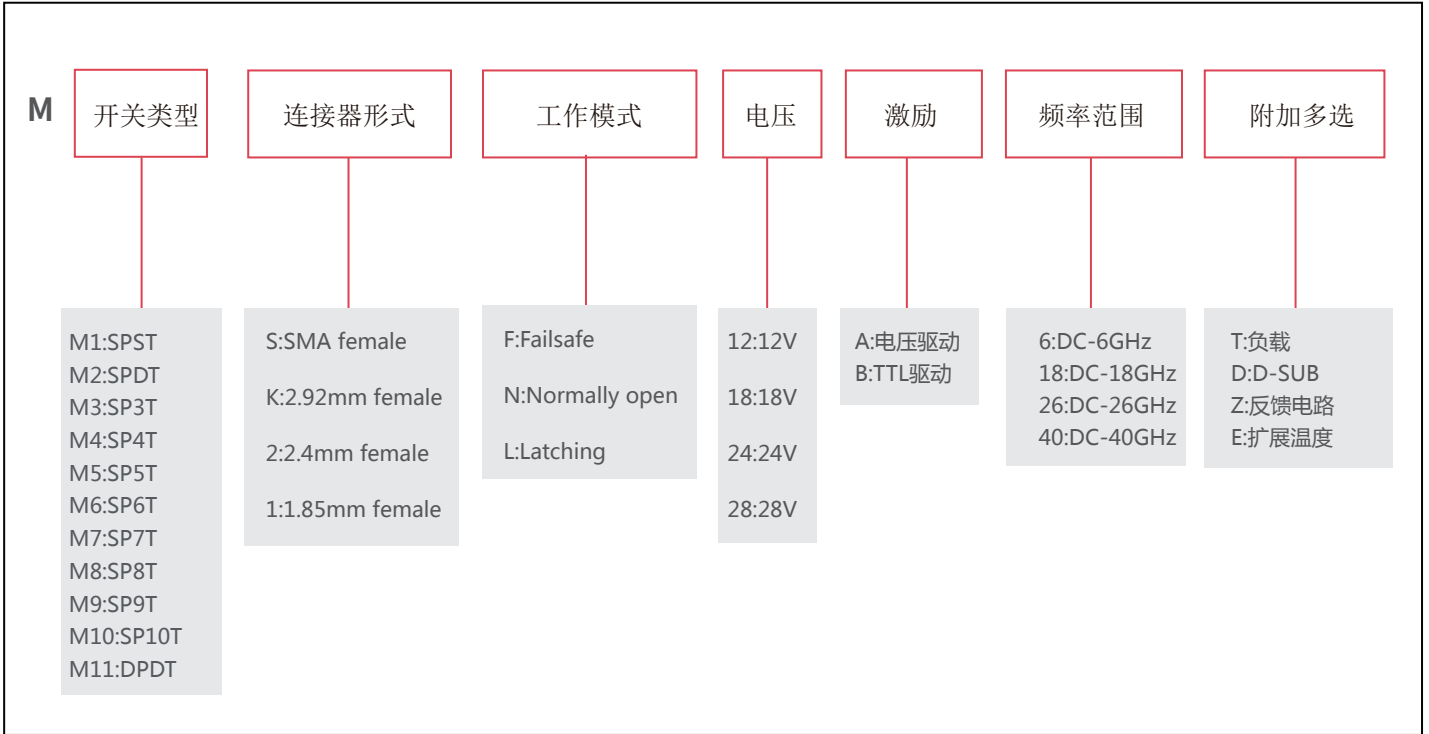 M
开关类型
连接器形式
工作模式
电压
激励
频率范围
附加多选
M1:SPST
M2:SPDT
M3:SP3T
M4:SP4T
M5:SP5T
M6:SP6T
M7:SP7T
M8:SP8T
M9:SP9T
M10:SP10T
M11:DPDT
S:SMA female
K:2.92mm female
2:2.4mm female
1:1.85mm female
F:Failsafe
N:Normally open
L:Latching
12:12V
18:18V
24:24V
28:28V
A:电压驱动
B:TTL驱动
6:DC-6GHz
18:DC-18GHz
26:DC-26GHz
40:DC-40GHz
T:负载
D:D-SUB
Z:反馈电路
E:扩展温度